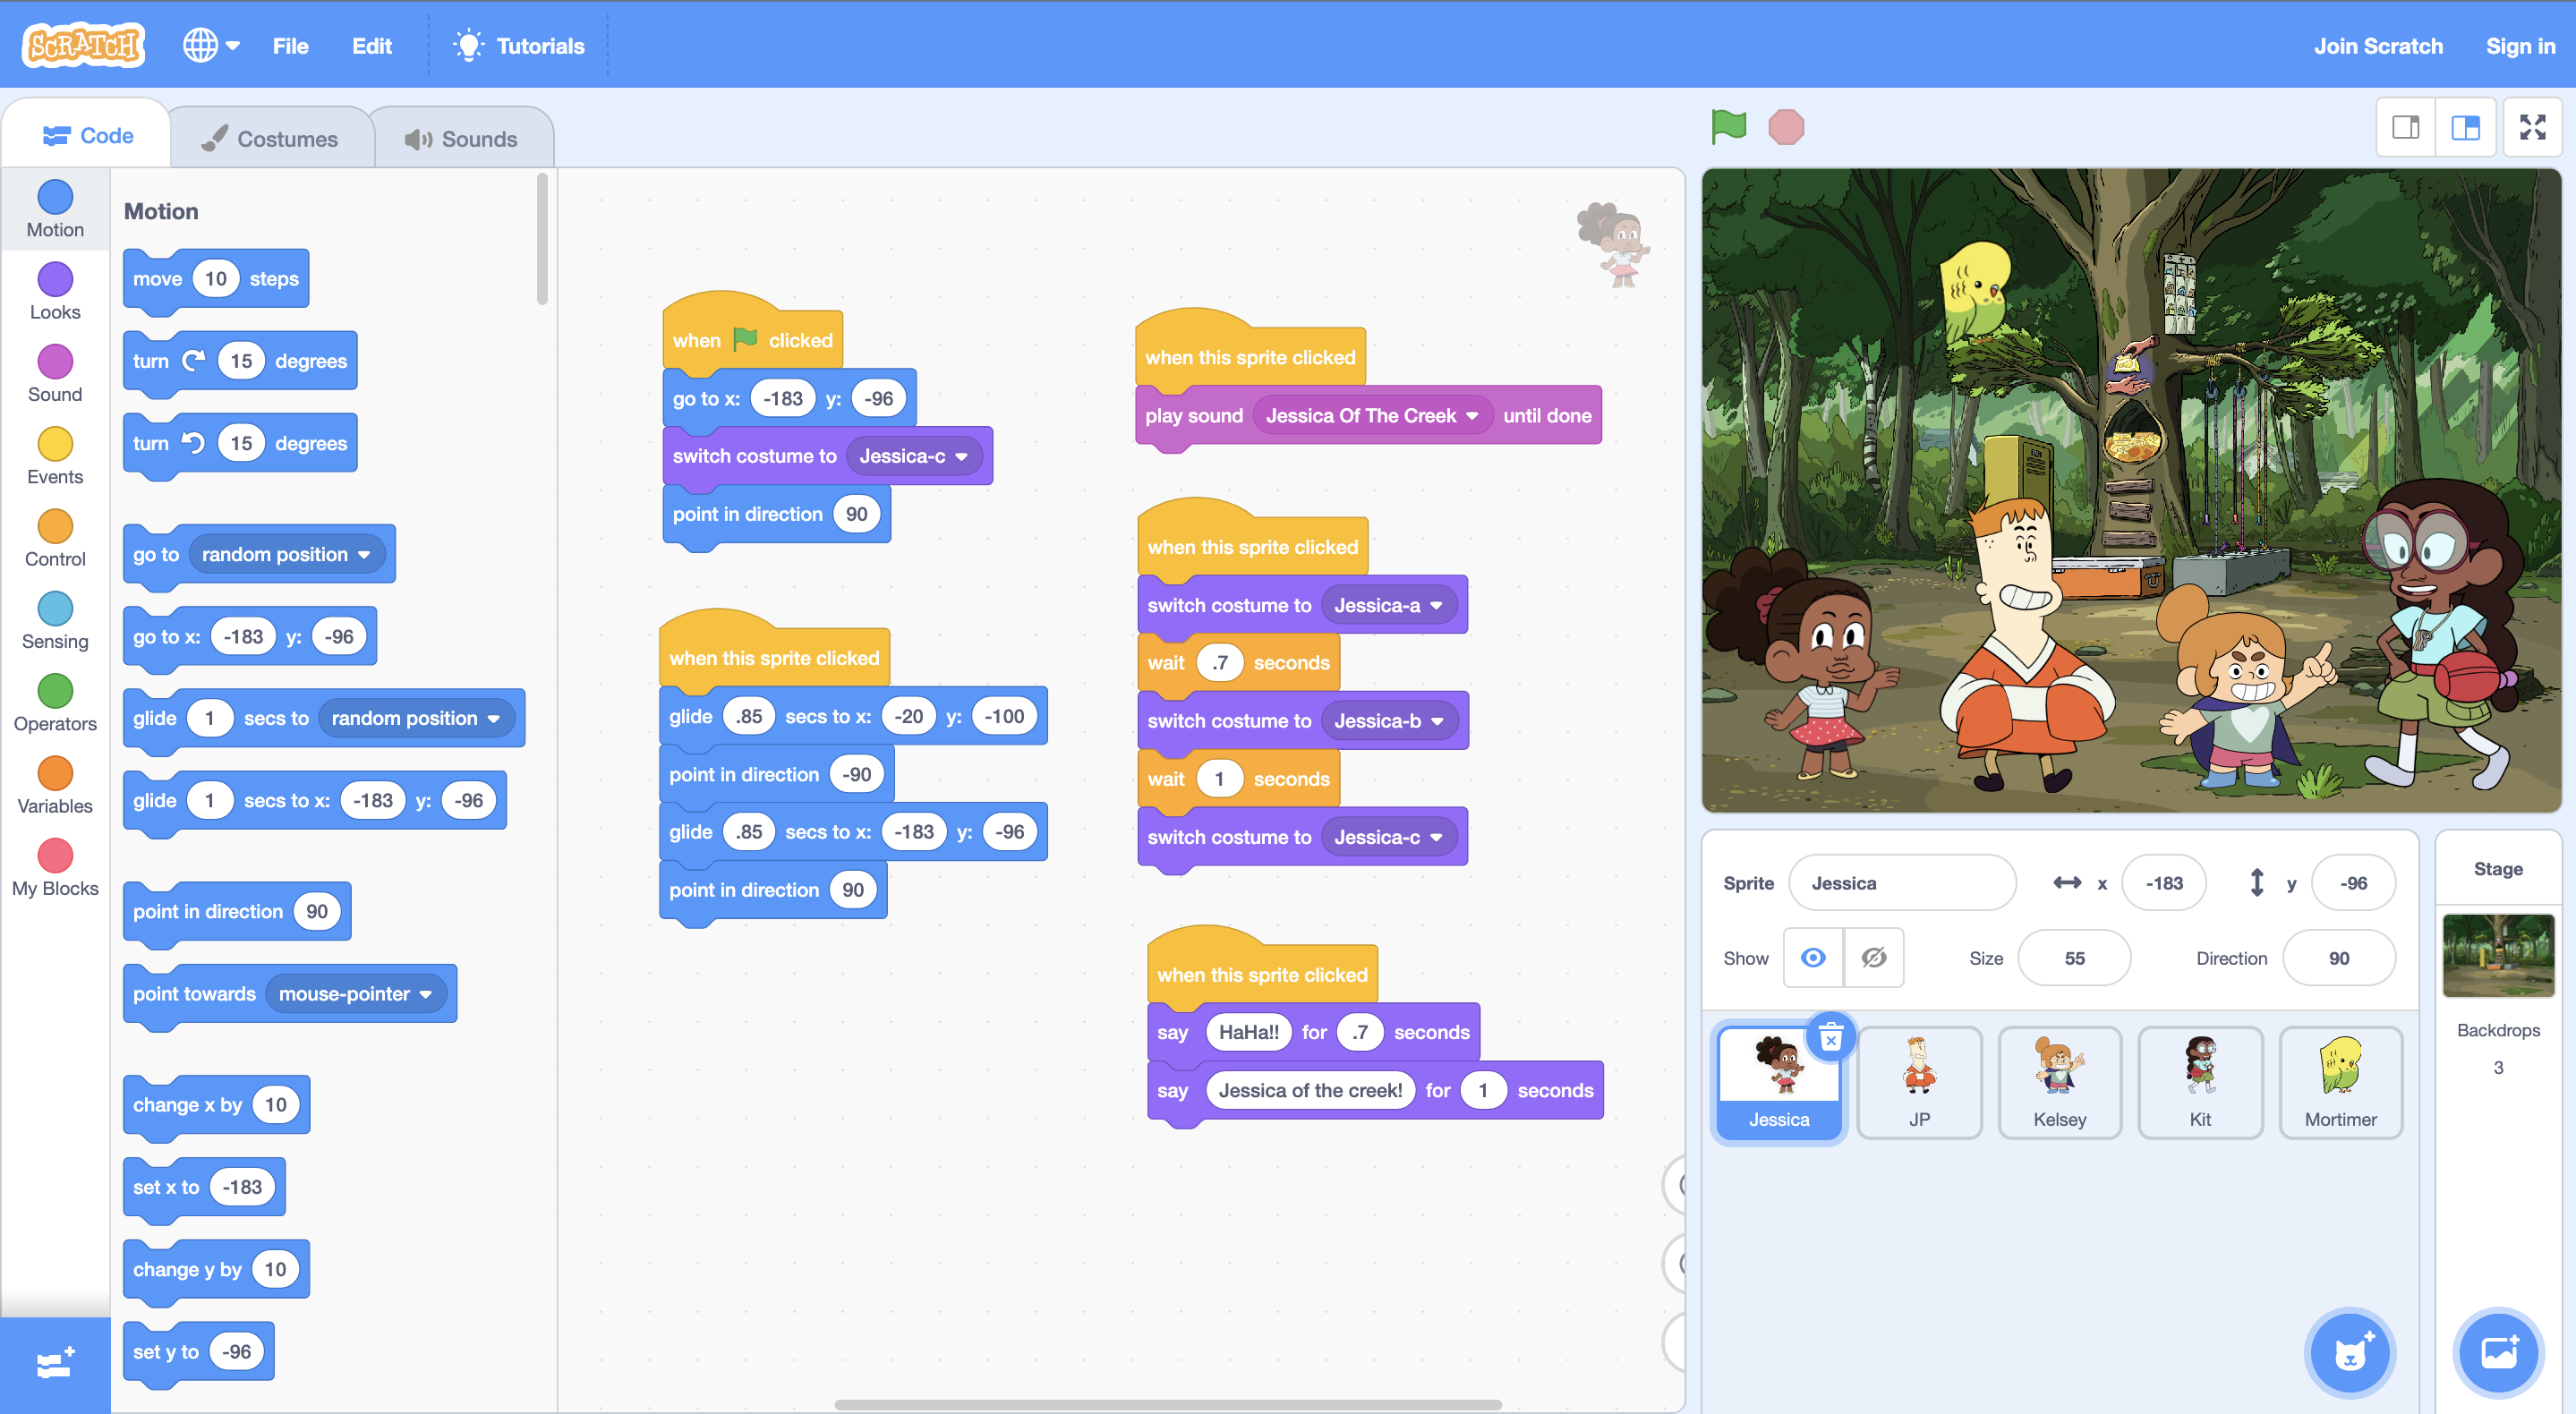 SCRATCH
File
Edit
Tutorials
Join Scratch
Sign in
Code
Costumes
Sounds
Motion
Looks
Sound
Events
Control
Sensing
Operators
Variables
My Blocks
Motion
move 10 steps
turn 15 degrees
turn 15 degrees
go to random position
go to x: -183 y: -96
glide 1 secs to random position
glide 1 secs to x: -183 y: -96
point in direction 90
point towards mouse-pointer
change x by 10
set x to -183
change y by 10
set y to -96
when clicked
go to x: -183 y: -96
switch costume to Jessica-c
point in direction 90
when this sprite clicked
glide .85 secs to x: -20 y: -100
point in direction -90
glide .85 secs to x: -183 y: -96
point in direction 90
when this sprite clicked
play sound Jessica Of The Creek until done
when this sprite clicked
switch costume to Jessica-a
wait .7 seconds
switch costume to Jessica-b
wait 1 seconds
switch costume to Jessica-c
when this sprite clicked
say HaHa!! for .7 seconds
say Jessica of the creek! for 1 seconds
Sprite Jessica x -183 y -96
Show Size 55 Direction 90
Jessica
JP
Kelsey
Kit
Mortimer
Stage
Backdrops
3